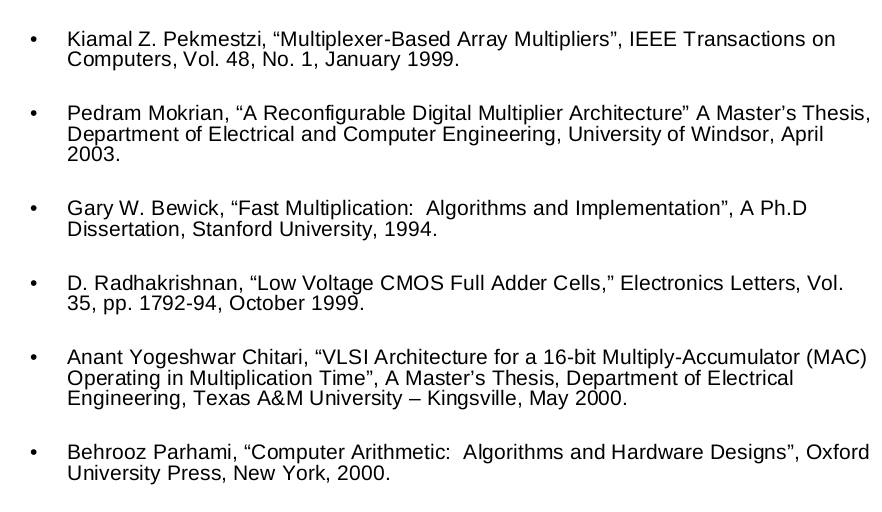 • Kiamal Z. Pekmestzi, “Multiplexer-Based Array Multipliers”, IEEE Transactions on
Computers, Vol. 48, No. 1, January 1999.
• Pedram Mokrian, “A Reconfigurable Digital Multiplier Architecture” A Master’s Thesis,
Department of Electrical and Computer Engineering, University of Windsor, April
2003.
• Gary W. Bewick, “Fast Multiplication:  Algorithms and Implementation”, A Ph.D
Dissertation, Stanford University, 1994.
• D. Radhakrishnan, “Low Voltage CMOS Full Adder Cells,” Electronics Letters, Vol.
35, pp. 1792-94, October 1999.
• Anant Yogeshwar Chitari, “VLSI Architecture for a 16-bit Multiply-Accumulator (MAC)
Operating in Multiplication Time”, A Master’s Thesis, Department of Electrical
Engineering, Texas A&M University – Kingsville, May 2000.
• Behrooz Parhami, “Computer Arithmetic:  Algorithms and Hardware Designs”, Oxford
University Press, New York, 2000.